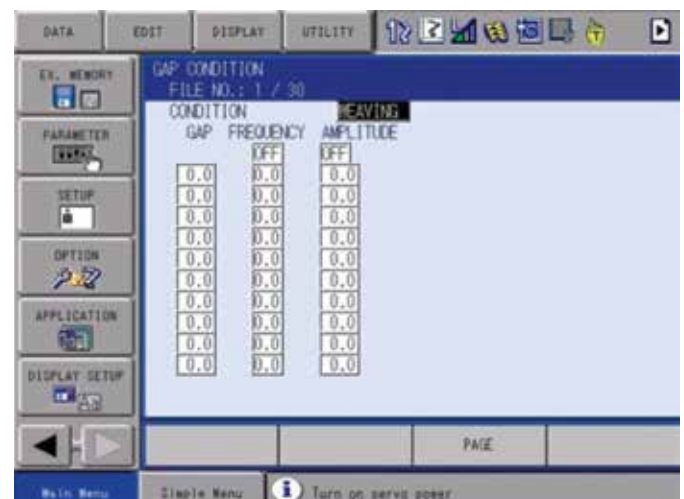 DATA EDIT DISPLAY UTILITY
EX. MEMORY
PARAMETER
SETUP
OPTION
APPLICATION
DISPLAY SETUP
GAP CONDITION
FILE NO.: 1 / 30
CONDITION WEAVING
GAP FREQUENCY AMPLITUDE
OFF OFF
0.0 0.0 0.0
0.0 0.0 0.0
0.0 0.0 0.0
0.0 0.0 0.0
0.0 0.0 0.0
0.0 0.0 0.0
0.0 0.0 0.0
0.0 0.0 0.0
0.0 0.0 0.0
0.0 0.0 0.0
PAGE
Main Menu Simple Menu Turn on servo power